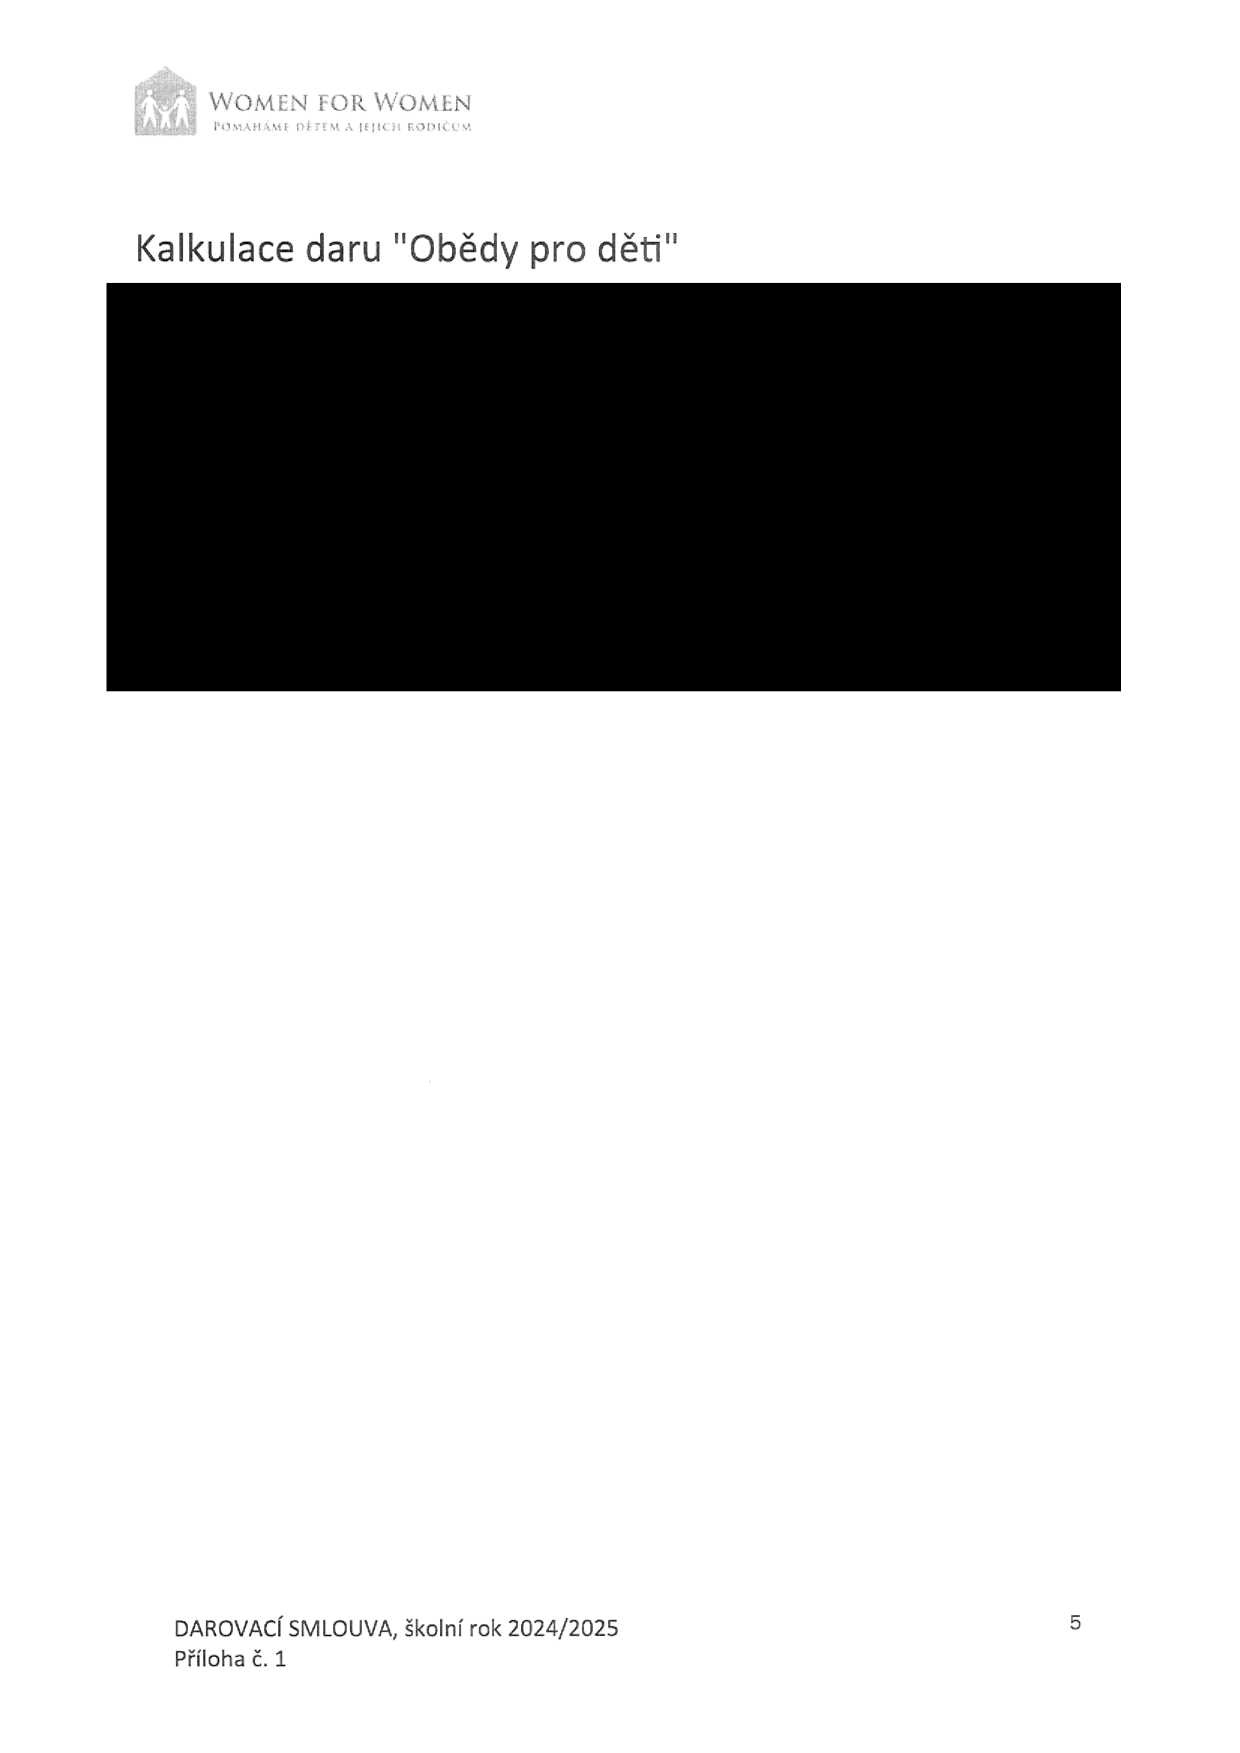 WOMEN FOR WOMEN
POMÁHÁME DĚTEM A JEJICH RODIČŮM
Kalkulace daru "Obědy pro děti"
DAROVACÍ SMLOUVA, školní rok 2024/2025
5
Příloha č. 1